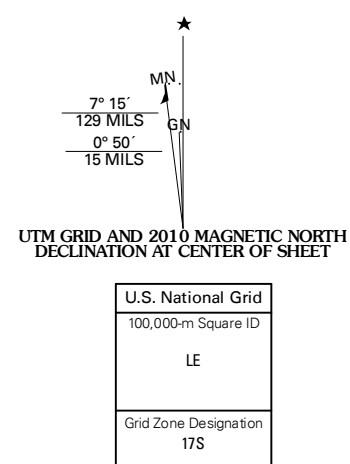 ★
MN
7° 15´
129 MILS
GN
0° 50´
15 MILS
UTM GRID AND 2010 MAGNETIC NORTH
DECLINATION AT CENTER OF SHEET
U.S. National Grid
100,000-m Square ID
LE
Grid Zone Designation
17S